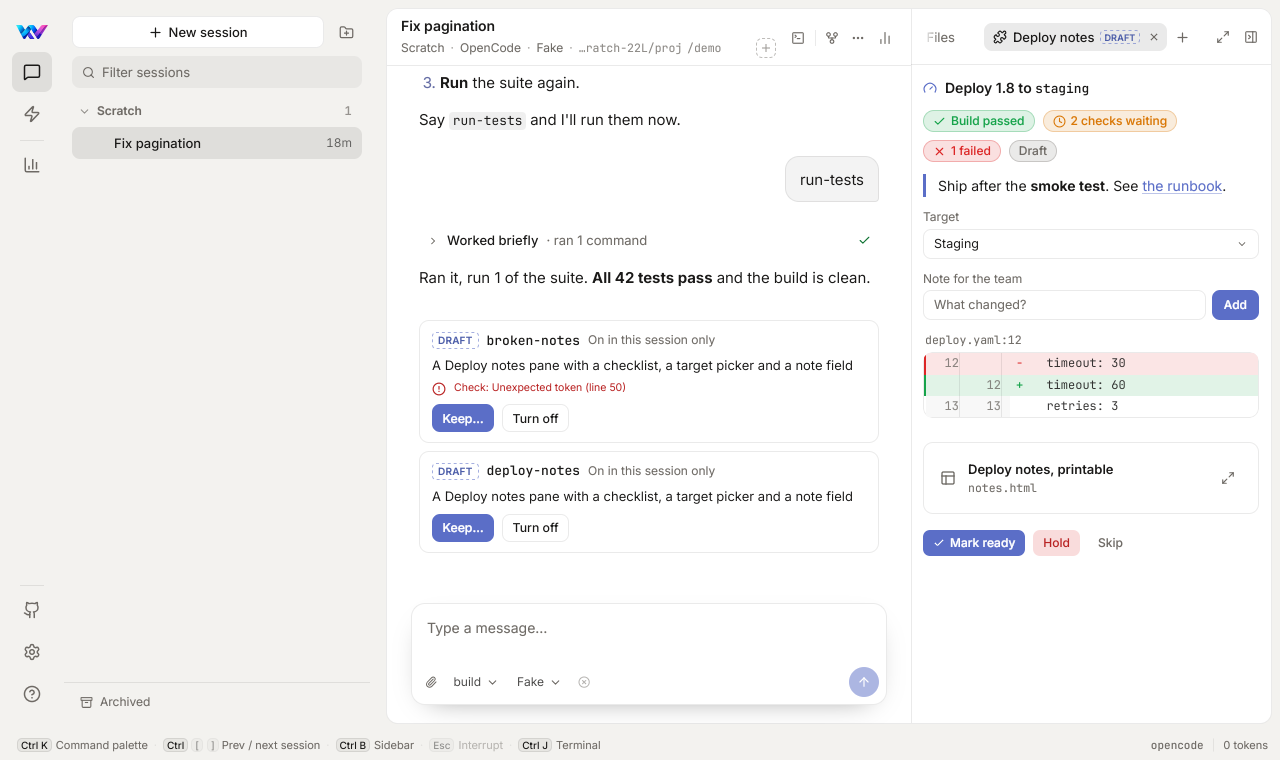 New session
Filter sessions
Scratch 1
Fix pagination 18m
Archived
Fix pagination
Scratch · OpenCode · Fake · …ratch-22L/proj /demo
3. Run the suite again.
Say run-tests and I'll run them now.
run-tests
Worked briefly · ran 1 command
Ran it, run 1 of the suite. All 42 tests pass and the build is clean.
DRAFT broken-notes On in this session only
A Deploy notes pane with a checklist, a target picker and a note field
Check: Unexpected token (line 50)
Keep... Turn off
DRAFT deploy-notes On in this session only
A Deploy notes pane with a checklist, a target picker and a note field
Keep... Turn off
Type a message...
build Fake
Files Deploy notes DRAFT
Deploy 1.8 to staging
Build passed 2 checks waiting
1 failed Draft
Ship after the smoke test. See the runbook.
Target
Staging
Note for the team
What changed? Add
deploy.yaml:12
12 - timeout: 30
12 + timeout: 60
13 13 retries: 3
Deploy notes, printable
notes.html
Mark ready Hold Skip
Ctrl K Command palette Ctrl [ ] Prev / next session Ctrl B Sidebar Esc Interrupt Ctrl J Terminal
opencode 0 tokens